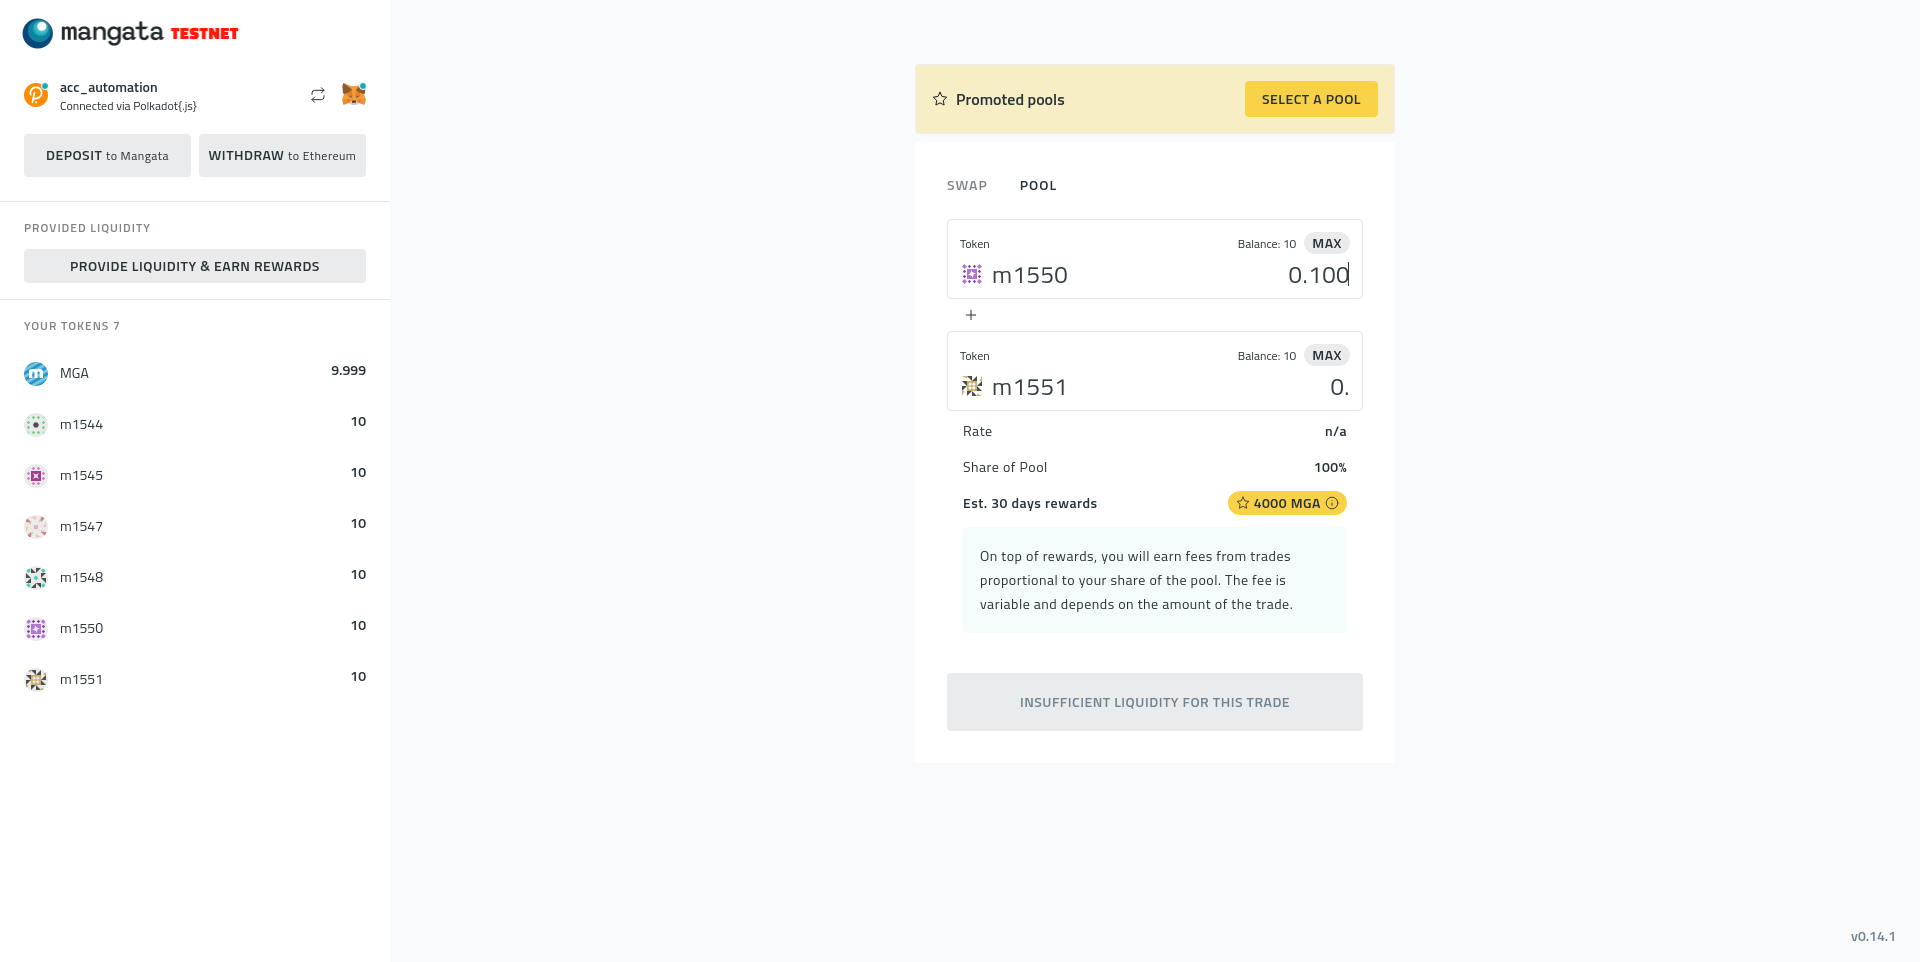 mangata TESTNET
acc_automation
Connected via Polkadot{.js}
DEPOSIT to Mangata
WITHDRAW to Ethereum
PROVIDED LIQUIDITY
PROVIDE LIQUIDITY & EARN REWARDS
YOUR TOKENS 7
MGA 9.999
m1544 10
m1545 10
m1547 10
m1548 10
m1550 10
m1551 10
Promoted pools
SELECT A POOL
SWAP POOL
Token Balance: 10 MAX
m1550 0.100
+
Token Balance: 10 MAX
m1551 0.
Rate n/a
Share of Pool 100%
Est. 30 days rewards 4000 MGA
On top of rewards, you will earn fees from trades
proportional to your share of the pool. The fee is
variable and depends on the amount of the trade.
INSUFFICIENT LIQUIDITY FOR THIS TRADE
v0.14.1